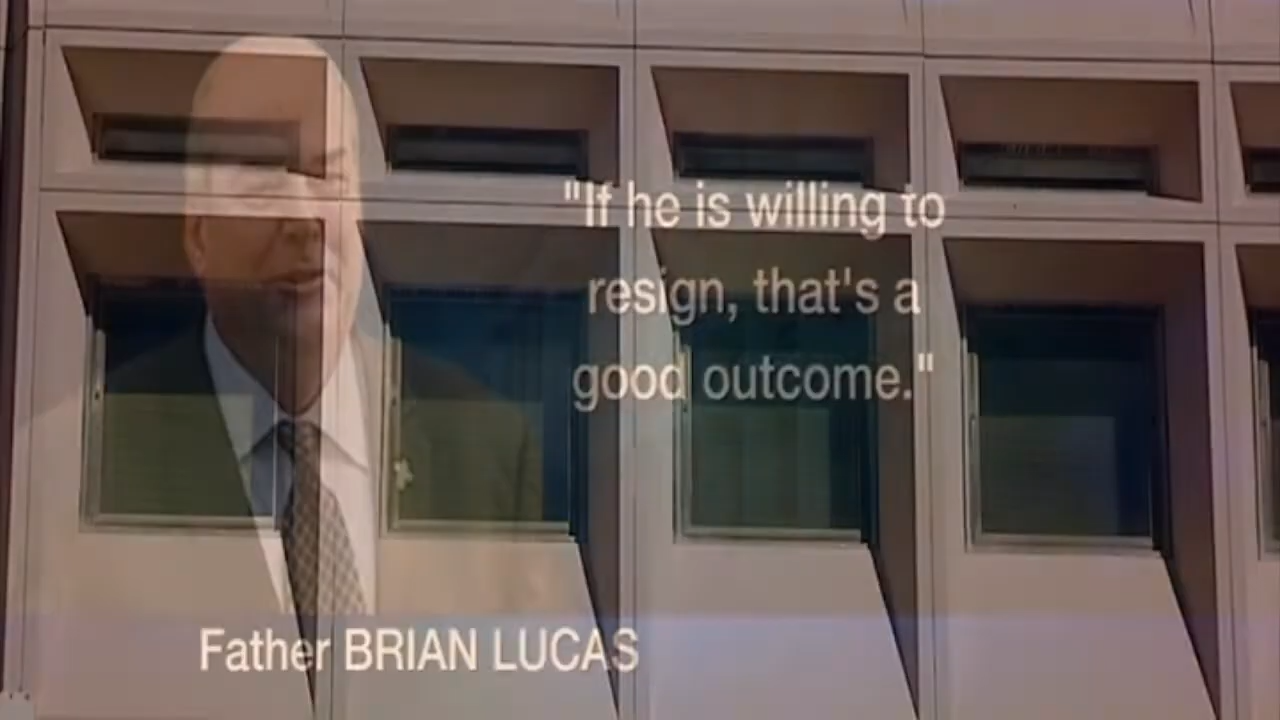 "If he is willing to
resign, that's a
good outcome."
Father BRIAN LUCAS